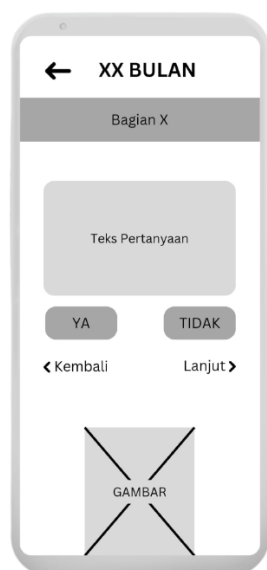 XX BULAN
Bagian X
Teks Pertanyaan
YA TIDAK
Kembali Lanjut
GAMBAR